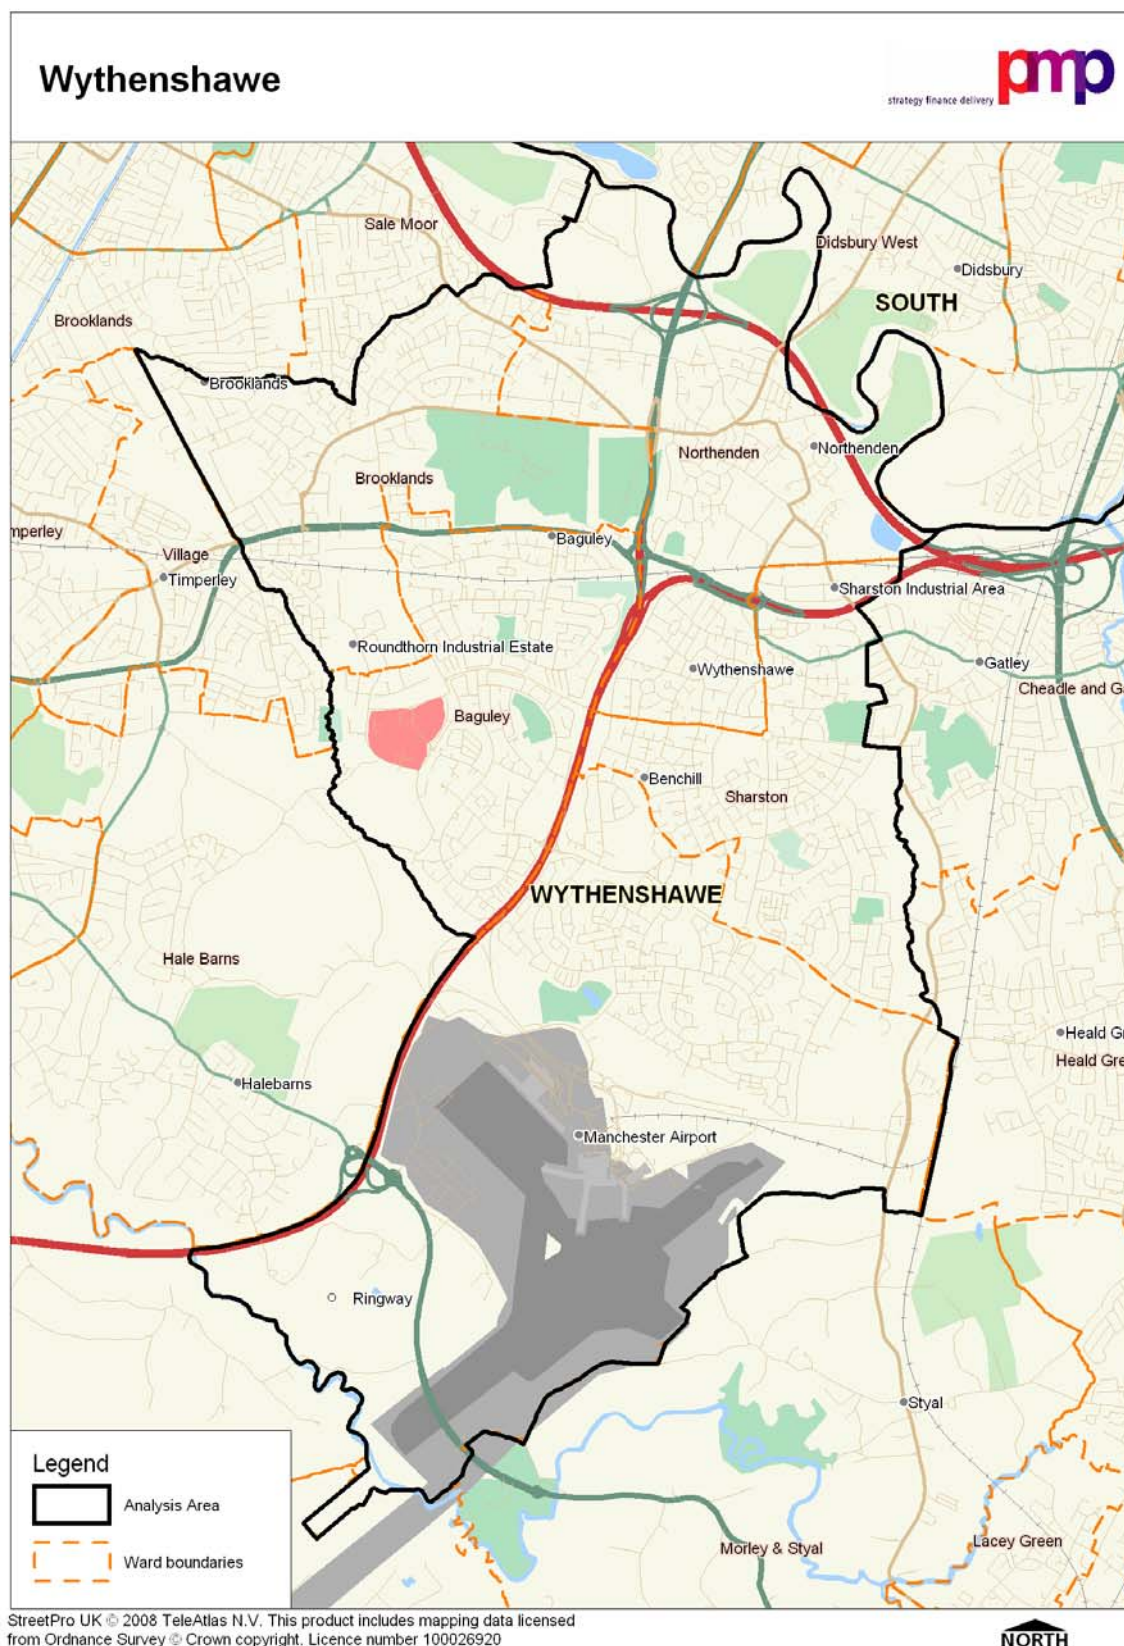 Wythenshawe
pmp
strategy finance delivery
Sale Moor
Didsbury West
Didsbury
SOUTH
Brooklands
Brooklands
Northenden
Northenden
Brooklands
mperley
Village
Timperley
Baguley
Sharston Industrial Area
Roundthorn Industrial Estate
Wythenshawe
Gatley
Cheadle and G
Baguley
Benchill
Sharston
WYTHENSHAWE
Hale Barns
Heald G
Heald Gre
Halebarns
Manchester Airport
Ringway
Styal
Morley & Styal
Lacey Green
Legend
Analysis Area
Ward boundaries
StreetPro UK © 2008 TeleAtlas N.V. This product includes mapping data licensed
from Ordnance Survey © Crown copyright. Licence number 100026920
NORTH